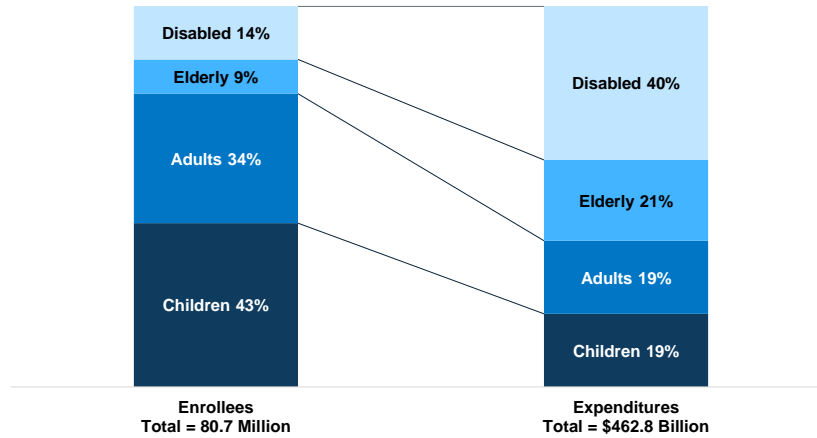 Disabled 14%
Elderly 9%
Adults 34%
Children 43%
Disabled 40%
Elderly 21%
Adults 19%
Children 19%
Enrollees
Total = 80.7 Million
Expenditures
Total = $462.8 Billion